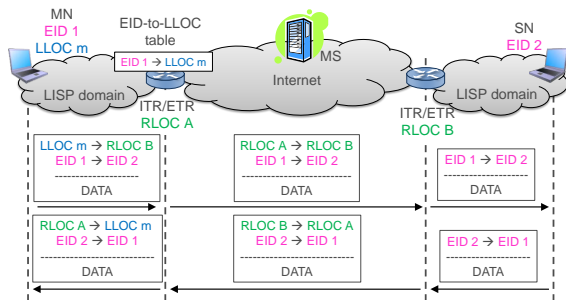 MN
EID 1
LLOC m
EID-to-LLOC
table
EID 1 → LLOC m
MS
Internet
SN
EID 2
LISP domain
ITR/ETR
RLOC A
ITR/ETR
RLOC B
LISP domain
LLOC m → RLOC B
EID 1 → EID 2
--------------------
DATA
RLOC A → RLOC B
EID 1 → EID 2
--------------------
DATA
EID 1 → EID 2
--------------------
DATA
RLOC A → LLOC m
EID 2 → EID 1
--------------------
DATA
RLOC B → RLOC A
EID 2 → EID 1
--------------------
DATA
EID 2 → EID 1
--------------------
DATA